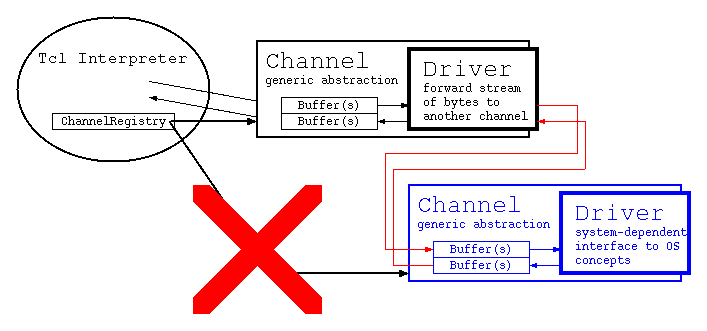 Tcl Interpreter
ChannelRegistry
Channel
generic abstraction
Buffer(s)
Buffer(s)
Driver
forward stream
of bytes to
another channel
Channel
generic abstraction
Buffer(s)
Buffer(s)
Driver
system-dependent
interface to OS
concepts